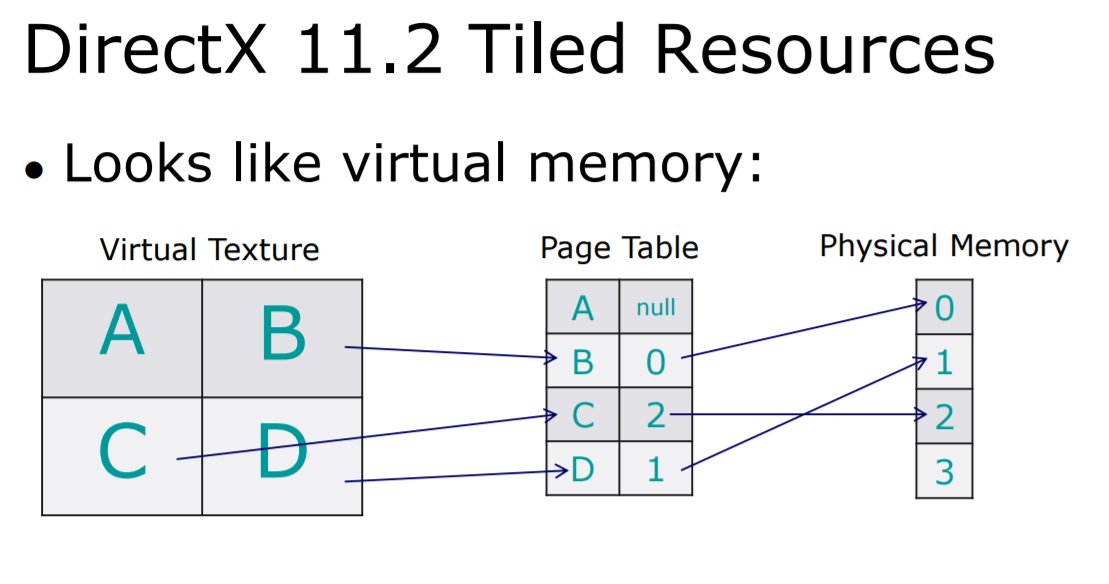 DirectX 11.2 Tiled Resources
• Looks like virtual memory:
Virtual Texture
A B
C D
Page Table
A null
B 0
C 2
D 1
Physical Memory
0
1
2
3